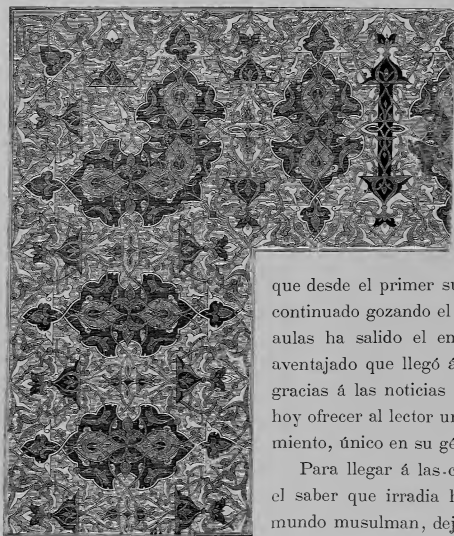 que desde el primer su
continuado gozando el
aulas ha salido el em
aventajado que llegó á
gracias á las noticias
hoy ofrecer al lector un
miento, único en su gé
Para llegar á las
el saber que irradia h
mundo musulman, dej